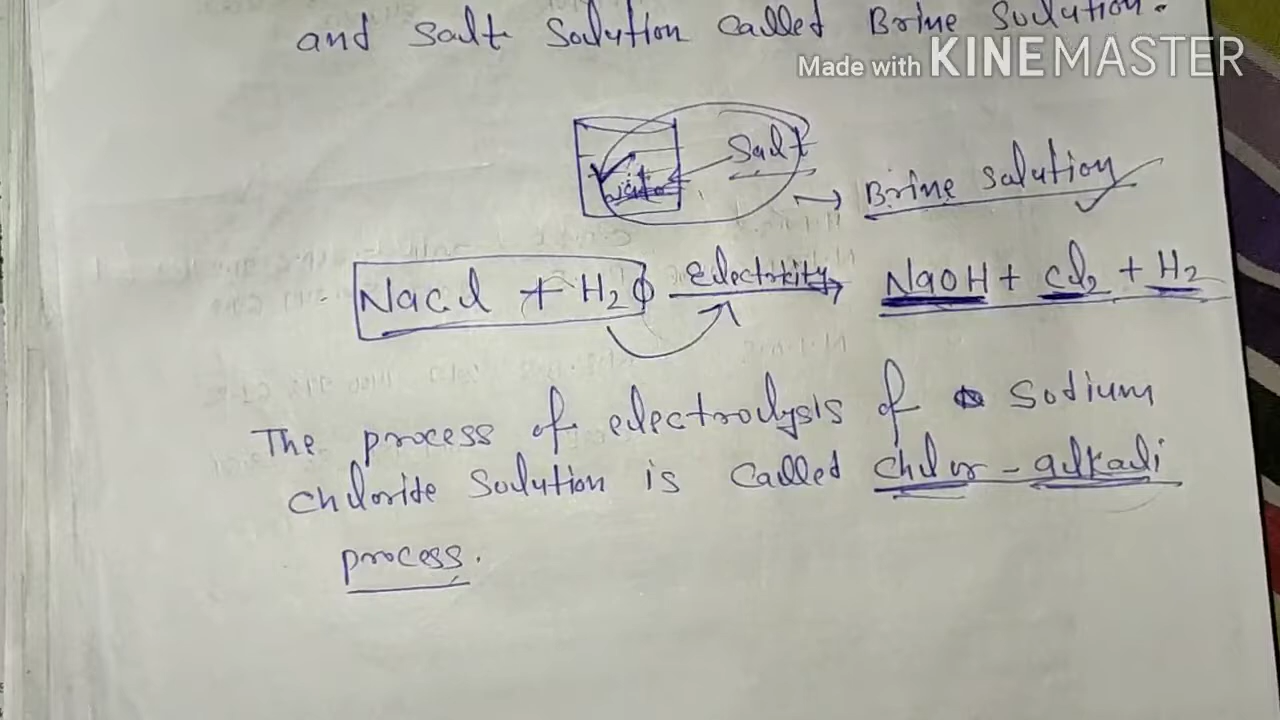 and salt solution called Brine solution.
Made with KINEMASTER
Salt
water
→ Brine solution
NaCl + H₂O Electricity → NaOH + Cl₂ + H₂
The process of electrolysis of Sodium
chloride solution is called chlor-alkali
process.